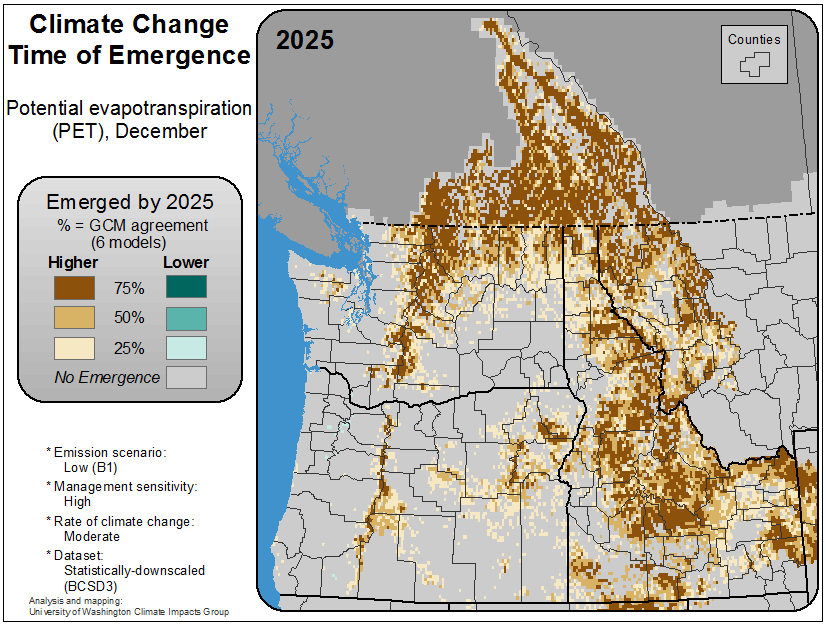 Climate Change
Time of Emergence
Potential evapotranspiration
(PET), December
Emerged by 2025
% = GCM agreement
(6 models)
Higher Lower
75%
50%
25%
No Emergence
* Emission scenario:
Low (B1)
* Management sensitivity:
High
* Rate of climate change:
Moderate
* Dataset:
Statistically-downscaled
(BCSD3)
Analysis and mapping:
University of Washington Climate Impacts Group
2025
Counties